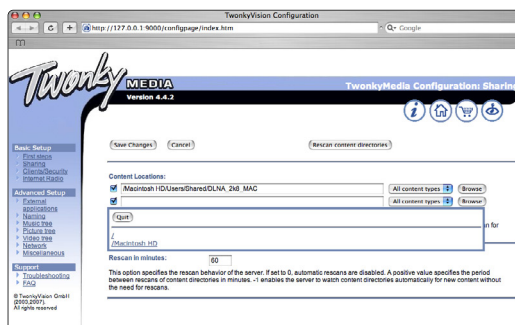 TwonkyVision Configuration
http://127.0.0.1:9000/configpage/index.htm
Google
Twonky
MEDIA
Version 4.4.2
TwonkyMedia Configuration: Sharing
Basic Setup
First steps
Sharing
Clients/Security
Internet Radio
Advanced Setup
External
applications
Naming
Music tree
Picture tree
Video tree
Network
Miscellaneous
Support
Troubleshooting
FAQ
© TwonkyVision GmbH
(2003,2007).
All rights reserved
Save Changes Cancel Rescan content directories
Content Locations:
/Macintosh HD/Users/Shared/DLNA_2k8_MAC All content types Browse
All content types Browse
Quit
n for
/
/Macintosh HD
Rescan in minutes: 60
This option specifies the rescan behavior of the server. If set to 0, automatic rescans are disabled. A positive value specifies the period
between rescans of content directories in minutes. -1 enables the server to watch content directories automatically for new content without
the need for rescans.